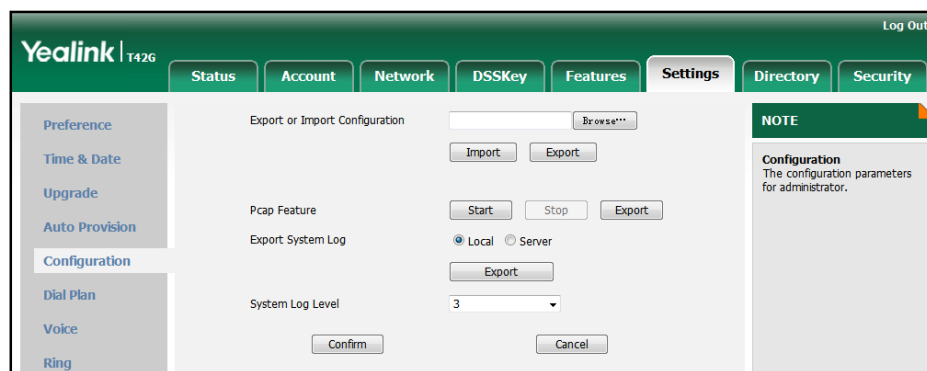 Log Out
Yealink T42G
Status Account Network DSSKey Features Settings Directory Security
Preference
Time & Date
Upgrade
Auto Provision
Configuration
Dial Plan
Voice
Ring
Export or Import Configuration Browse...
Import Export
Pcap Feature Start Stop Export
Export System Log Local Server
Export
System Log Level 3
Confirm Cancel
NOTE
Configuration
The configuration parameters
for administrator.